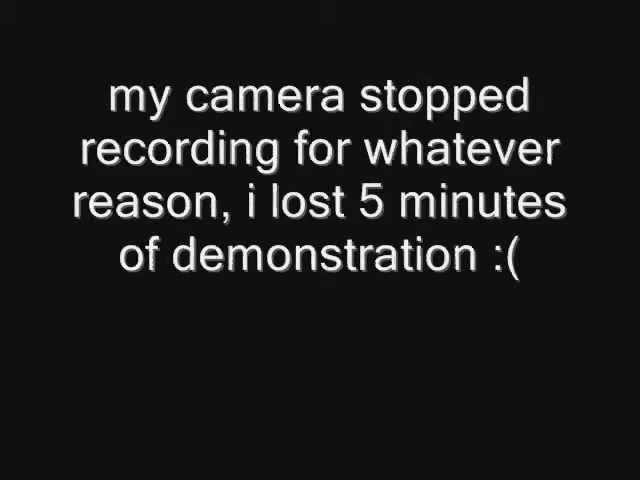 my camera stopped
recording for whatever
reason, i lost 5 minutes
of demonstration :(